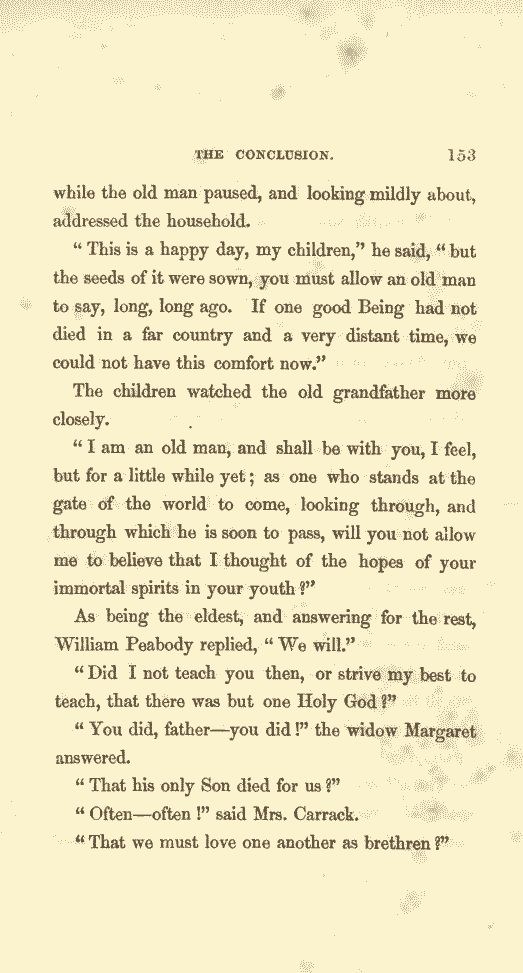 THE CONCLUSION. 153
while the old man paused, and looking mildly about,
addressed the household.
“ This is a happy day, my children,” he said, “ but
the seeds of it were sown, you must allow an old man
to say, long, long ago. If one good Being had not
died in a far country and a very distant time, we
could not have this comfort now.”
The children watched the old grandfather more
closely.
“ I am an old man, and shall be with you, I feel,
but for a little while yet ; as one who stands at the
gate of the world to come, looking through, and
through which he is soon to pass, will you not allow
me to believe that I thought of the hopes of your
immortal spirits in your youth ?”
As being the eldest, and answering for the rest,
William Peabody replied, “ We will.”
“ Did I not teach you then, or strive my best to
teach, that there was but one Holy God ?”
“ You did, father—you did !” the widow Margaret
answered.
“ That his only Son died for us ?”
“ Often—often !” said Mrs. Carrack.
“ That we must love one another as brethren ?”